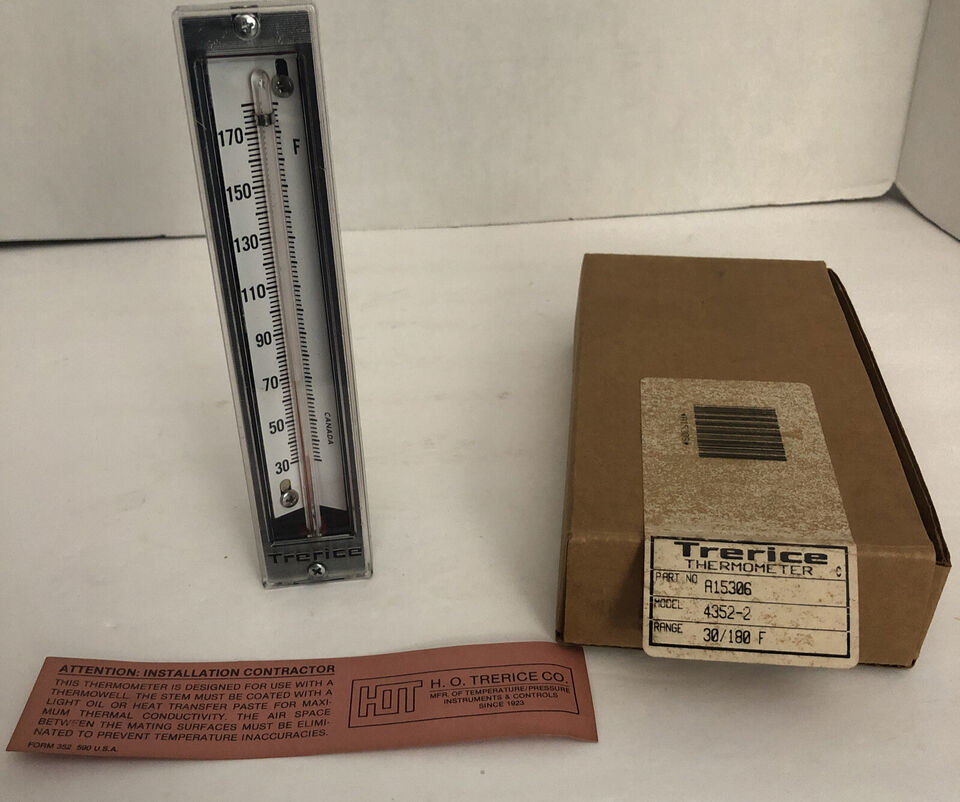 170
F
150
130
110
90
70
50
30
CANADA
Trerice
Trerice
THERMOMETER C
PART NO A15306
MODEL 4352-2
RANGE 30/180 F
ATTENTION: INSTALLATION CONTRACTOR
THIS THERMOMETER IS DESIGNED FOR USE WITH A
THERMOWELL. THE STEM MUST BE COATED WITH A
LIGHT OIL OR HEAT TRANSFER PASTE FOR MAXI-
MUM THERMAL CONDUCTIVITY. THE AIR SPACE
BETWEEN THE MATING SURFACES MUST BE ELIMI-
NATED TO PREVENT TEMPERATURE INACCURACIES.
FORM 352 590 U.S.A.
HOT
H. O. TRERICE CO.
MFR. OF TEMPERATURE/PRESSURE
INSTRUMENTS & CONTROLS
SINCE 1923